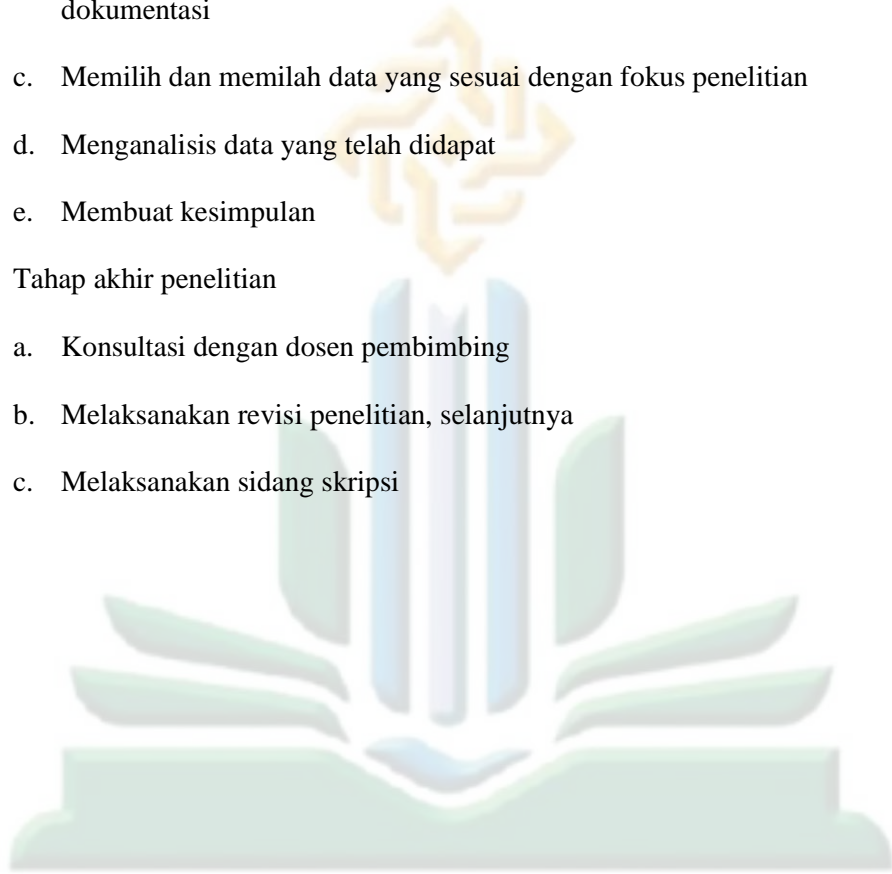 dokumentasi
c. Memilih dan memilah data yang sesuai dengan fokus penelitian
d. Menganalisis data yang telah didapat
e. Membuat kesimpulan
Tahap akhir penelitian
a. Konsultasi dengan dosen pembimbing
b. Melaksanakan revisi penelitian, selanjutnya
c. Melaksanakan sidang skripsi